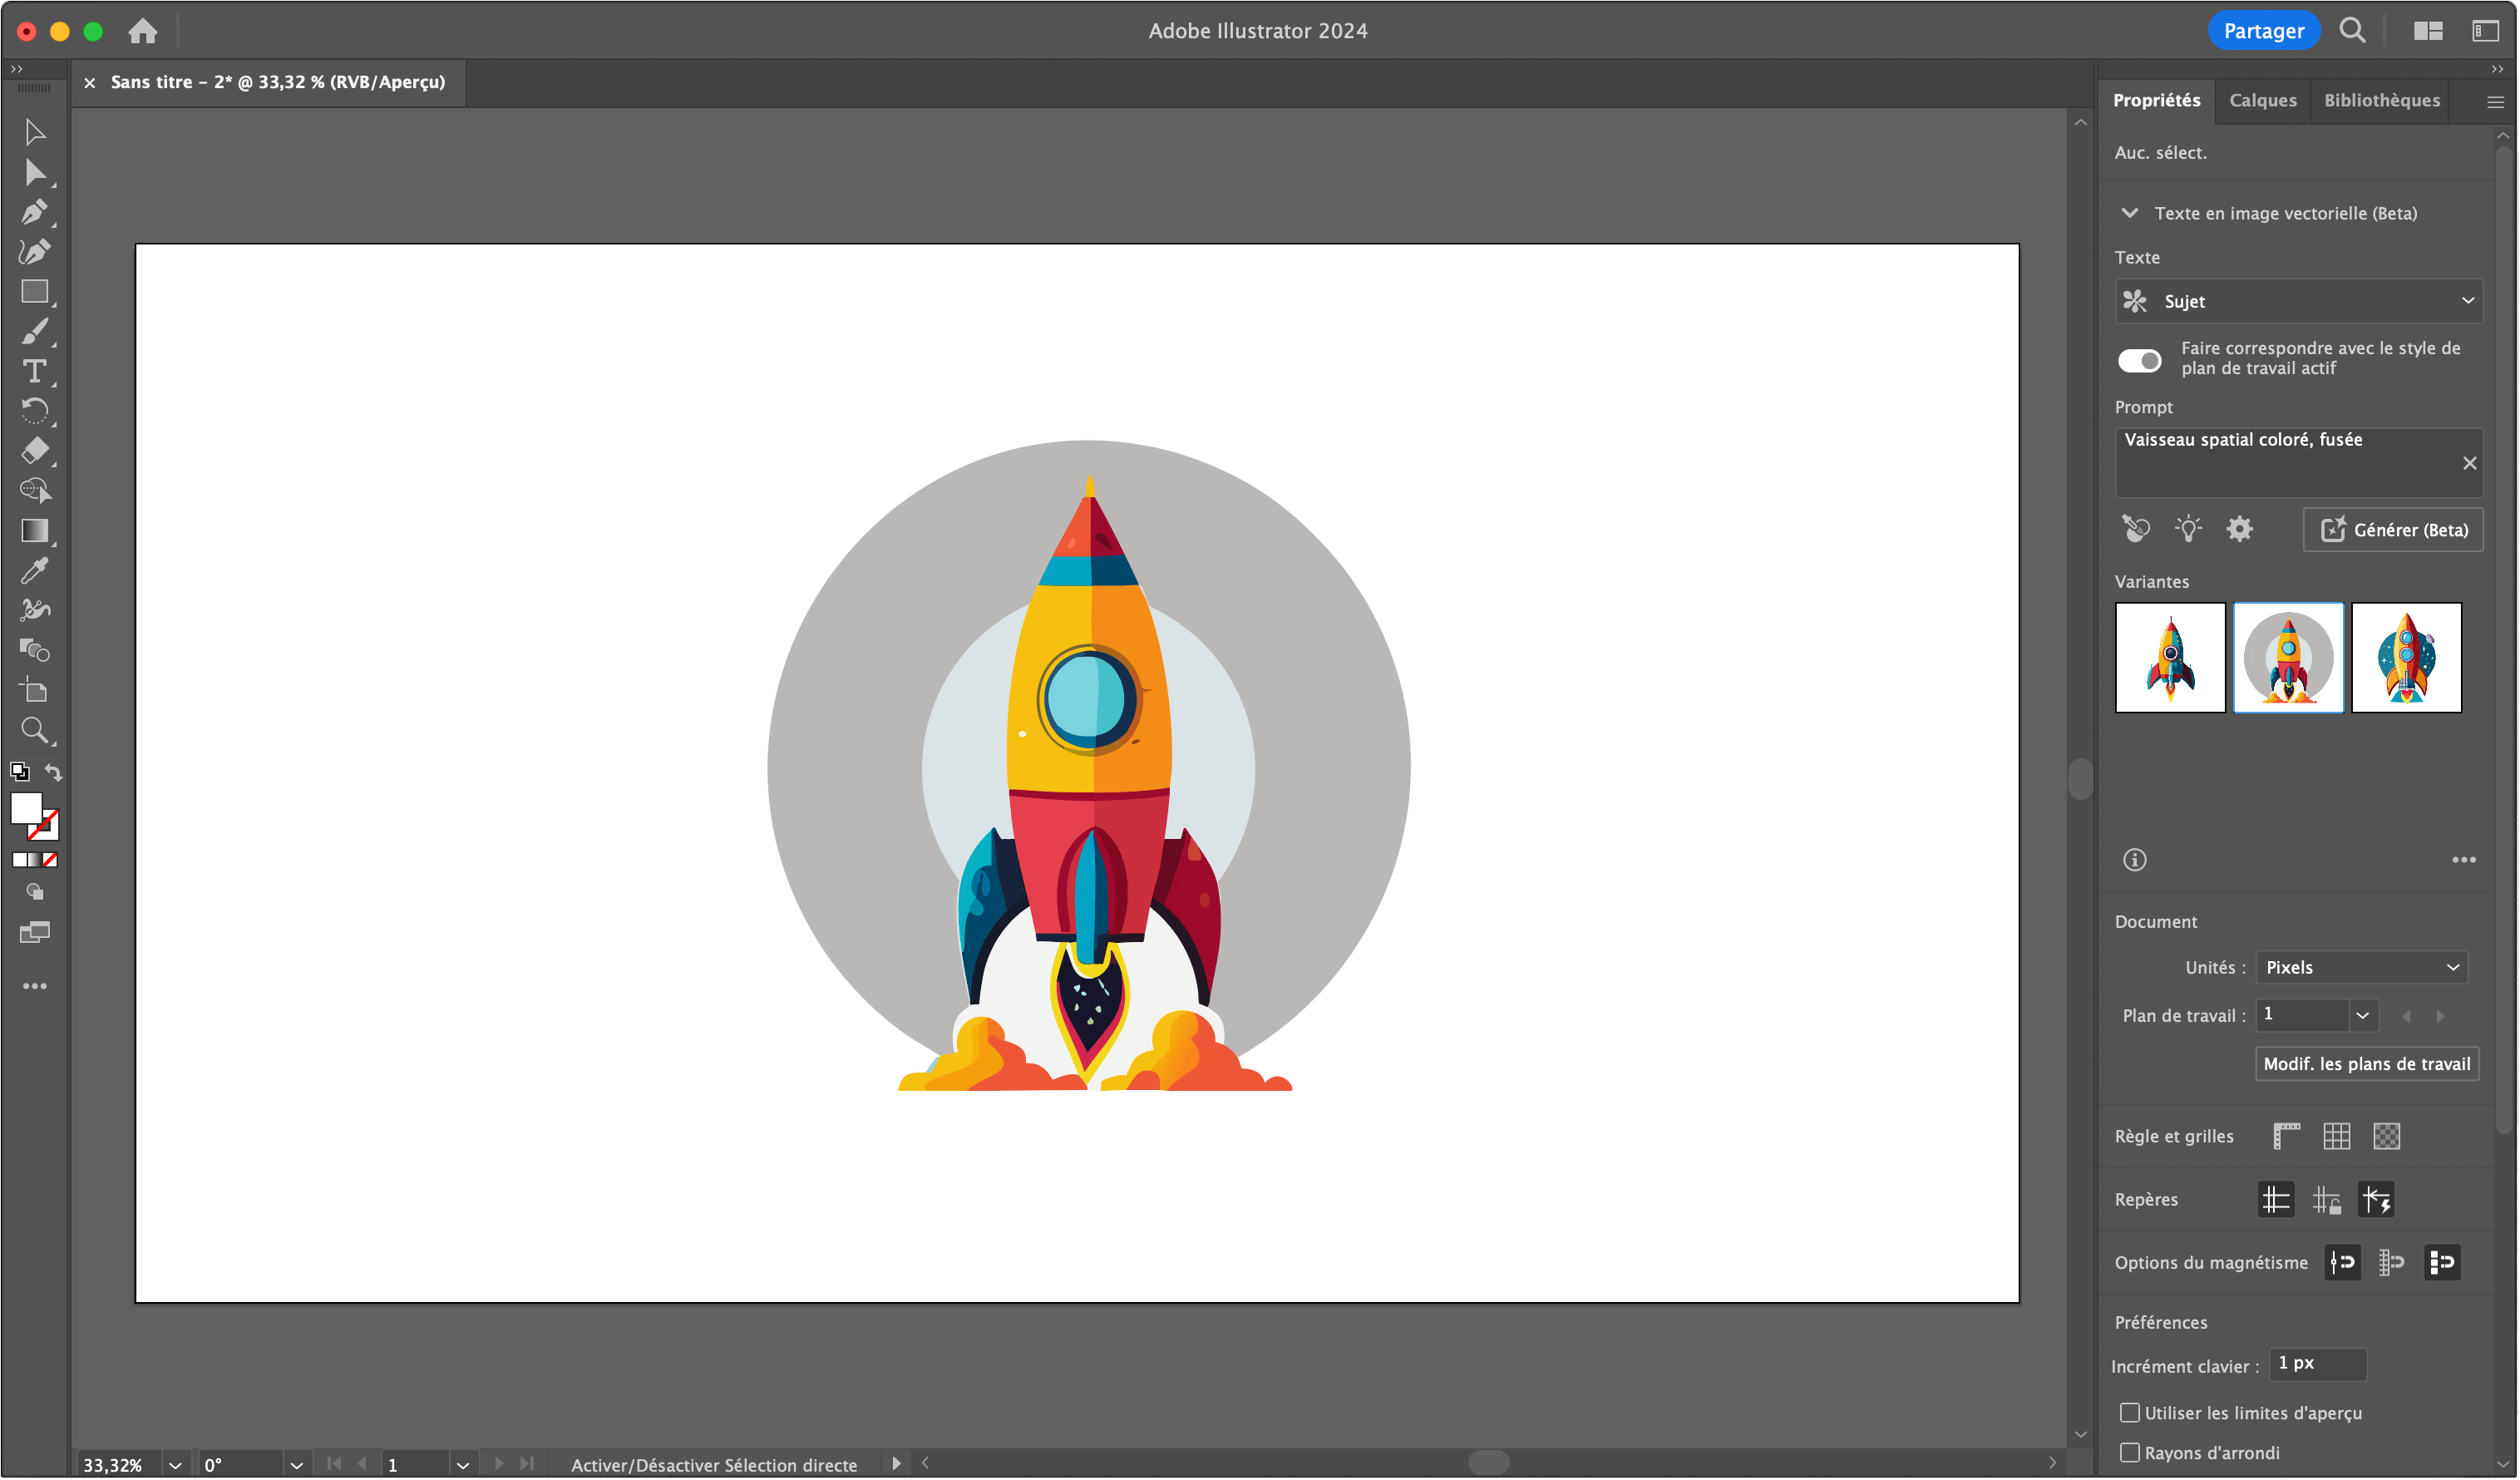 Adobe Illustrator 2024
Partager
Sans titre – 2* @ 33,32 % (RVB/Aperçu)
Propriétés
Calques
Bibliothèques
Auc. sélect.
Texte en image vectorielle (Beta)
Texte
Sujet
Faire correspondre avec le style de
plan de travail actif
Prompt
Vaisseau spatial coloré, fusée
Générer (Beta)
Variantes
Document
Unités :
Pixels
Plan de travail :
1
Modif. les plans de travail
Règle et grilles
Repères
Options du magnétisme
Préférences
Incrément clavier :
1 px
Utiliser les limites d'aperçu
Rayons d'arrondi
33,32%
0°
1
Activer/Désactiver Sélection directe